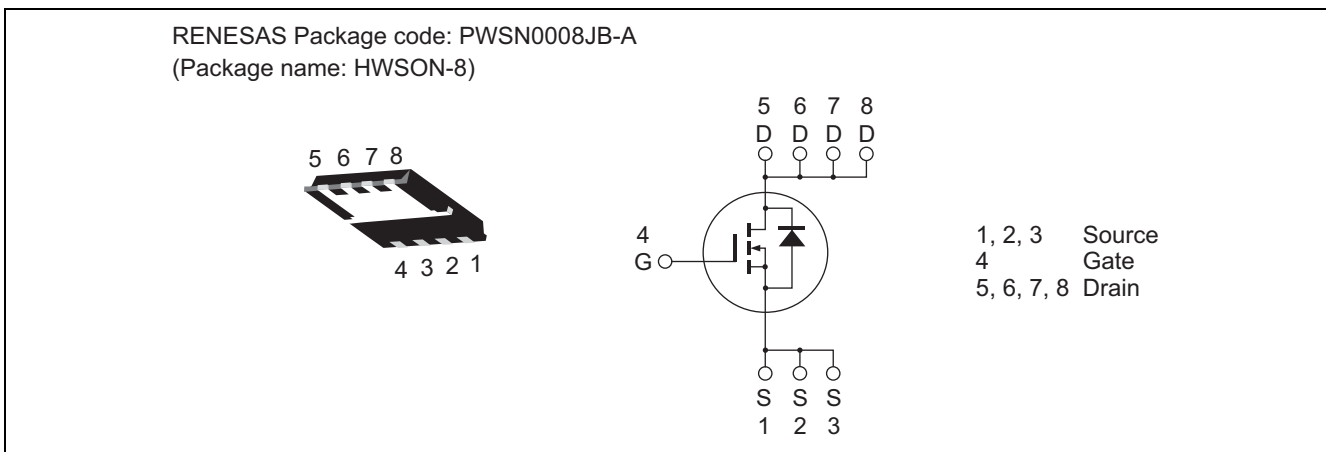 RENESAS Package code: PWSN0008JB-A
(Package name: HWSON-8)
5 6 7 8
4 3 2 1
5 6 7 8
D D D D
4
G
S S S
1 2 3
1, 2, 3 Source
4 Gate
5, 6, 7, 8 Drain